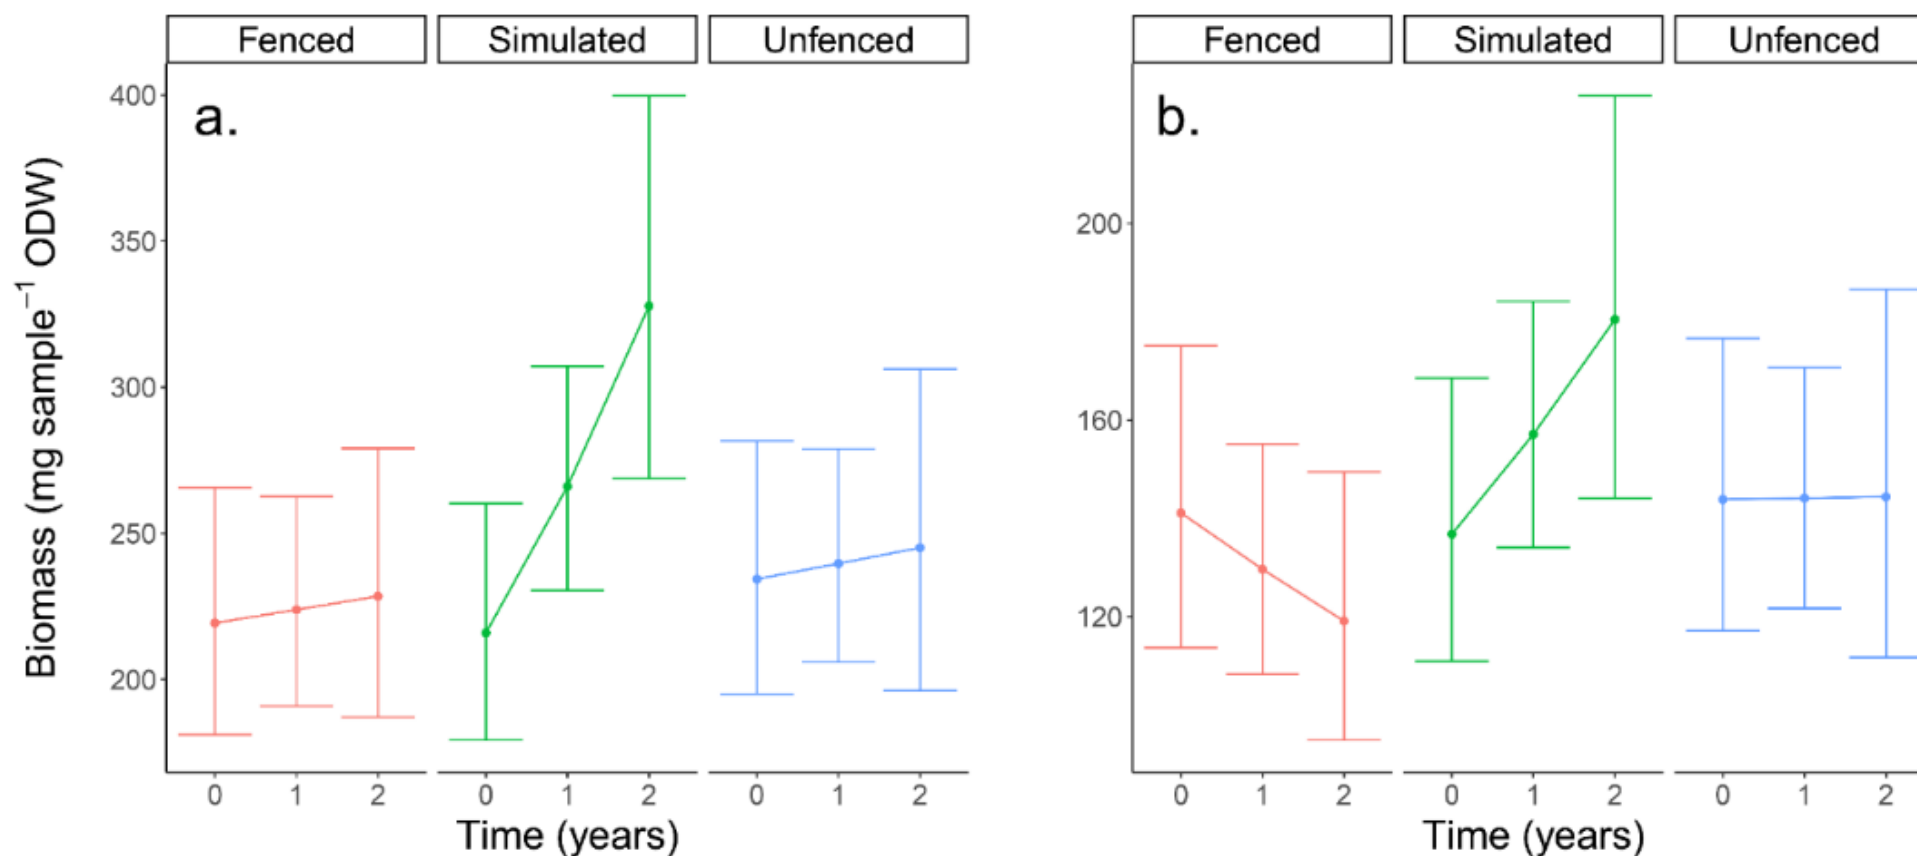 Fenced Simulated Unfenced
a.
400
350
300
250
200
Biomass (mg sample⁻¹ ODW)
0 1 2 0 1 2 0 1 2
Time (years)
Fenced Simulated Unfenced
b.
200
160
120
0 1 2 0 1 2 0 1 2
Time (years)